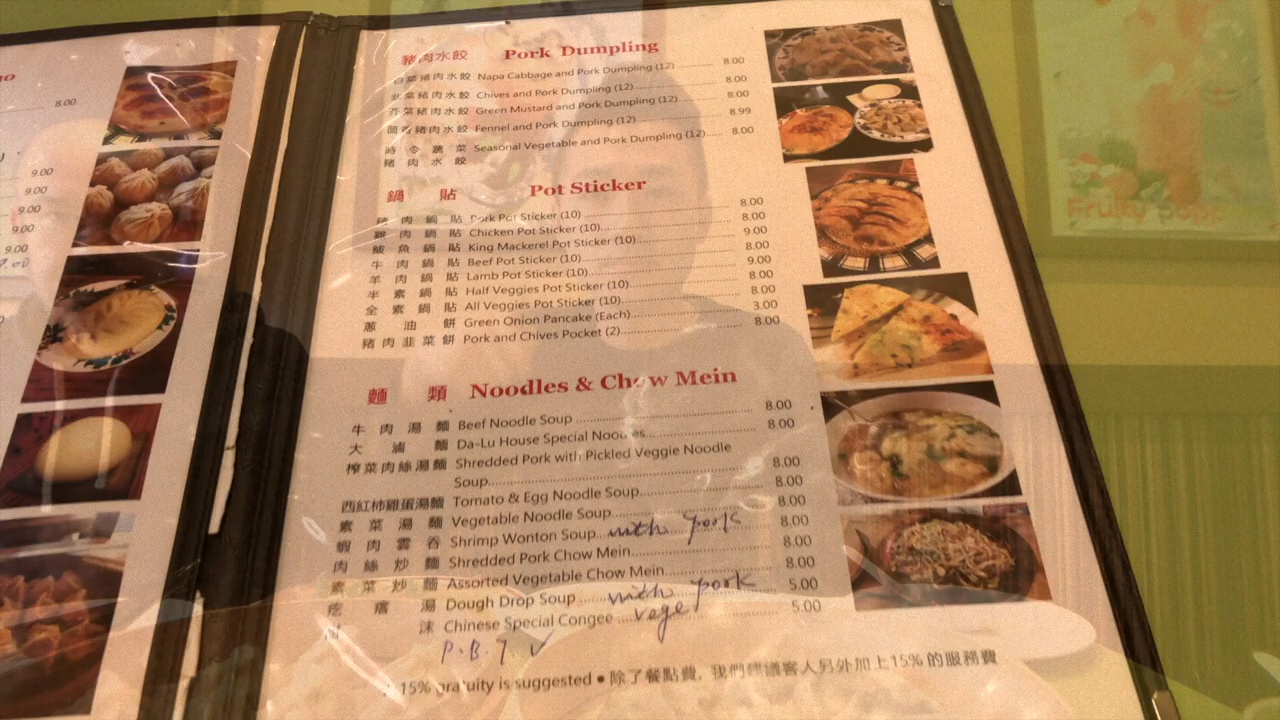 8.00
9.00
9.00
9.00
9.00
9.00
豬肉水餃 Pork Dumpling
白菜豬肉水餃 Napa Cabbage and Pork Dumpling (12) 8.00
韭菜豬肉水餃 Chives and Pork Dumpling (12) 8.00
芥菜豬肉水餃 Green Mustard and Pork Dumpling (12) 8.00
茴香豬肉水餃 Fennel and Pork Dumpling (12) 8.99
時令蔬菜 Seasonal Vegetable and Pork Dumpling (12) 8.00
豬肉水餃
鍋貼 Pot Sticker
豬肉鍋貼 Pork Pot Sticker (10) 8.00
雞肉鍋貼 Chicken Pot Sticker (10) 8.00
鮁魚鍋貼 King Mackerel Pot Sticker (10) 9.00
牛肉鍋貼 Beef Pot Sticker (10) 8.00
羊肉鍋貼 Lamb Pot Sticker (10) 9.00
半素鍋貼 Half Veggies Pot Sticker (10) 8.00
全素鍋貼 All Veggies Pot Sticker (10) 8.00
蔥油餅 Green Onion Pancake (Each) 3.00
豬肉韭菜餅 Pork and Chives Pocket (2) 8.00
麵類 Noodles & Chow Mein
牛肉湯麵 Beef Noodle Soup 8.00
大滷麵 Da-Lu House Special Noodles 8.00
榨菜肉絲湯麵 Shredded Pork with Pickled Veggie Noodle
Soup 8.00
西紅柿雞蛋湯麵 Tomato & Egg Noodle Soup 8.00
素菜湯麵 Vegetable Noodle Soup 8.00
蝦肉雲吞 Shrimp Wonton Soup with pork 8.00
肉絲炒麵 Shredded Pork Chow Mein 8.00
素菜炒麵 Assorted Vegetable Chow Mein 8.00
疙瘩湯 Dough Drop Soup with pork 5.00
Chinese Special Congee vege 5.00
P.B.T. V
15% gratuity is suggested ● 除了餐點費, 我們建議客人另外加上15% 的服務費
Fruity